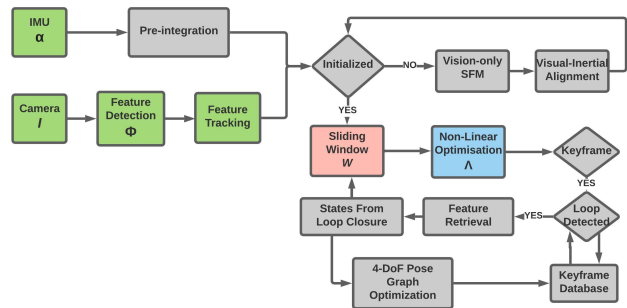 IMU
α
Pre-integration
Initialized
NO
Vision-only
SFM
Visual-Inertial
Alignment
Camera
I
Feature
Detection
Φ
Feature
Tracking
YES
Sliding
Window
W
Non-Linear
Optimisation
Λ
Keyframe
YES
States From
Loop Closure
Feature
Retrieval
YES
Loop
Detected
4-DoF Pose
Graph
Optimization
Keyframe
Database